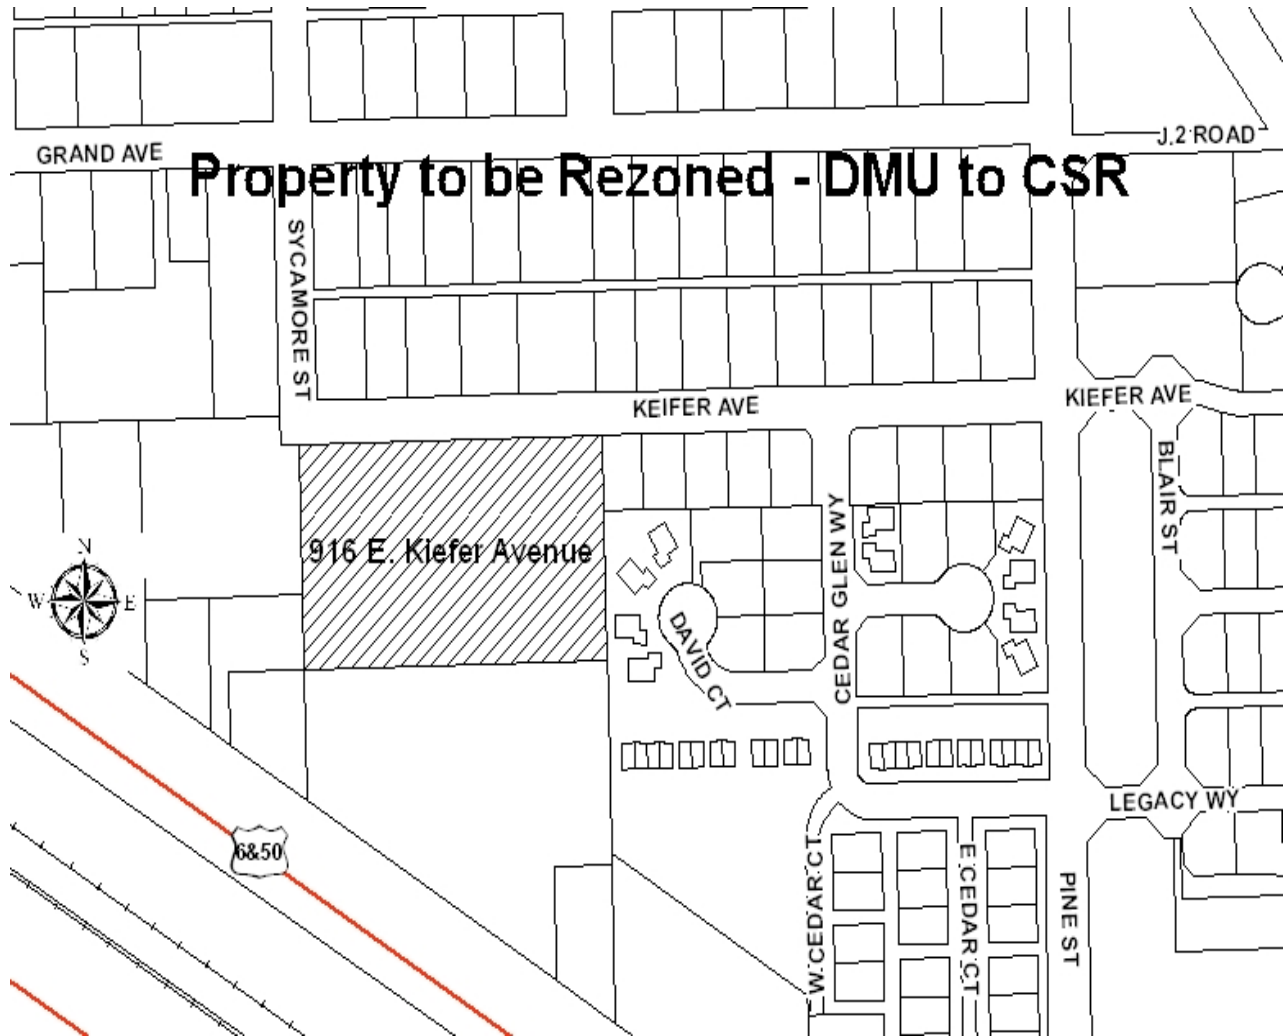 J.2 ROAD
GRAND AVE
Property to be Rezoned - DMU to CSR
SYCAMORE ST
KEIFER AVE
KIEFER AVE
BLAIR ST
916 E. Kiefer Avenue
CEDAR GLEN WY
N
W E
S
DAVID CT
LEGACY WY
6&50
W.CEDAR CT
E CEDAR CT
PINE ST